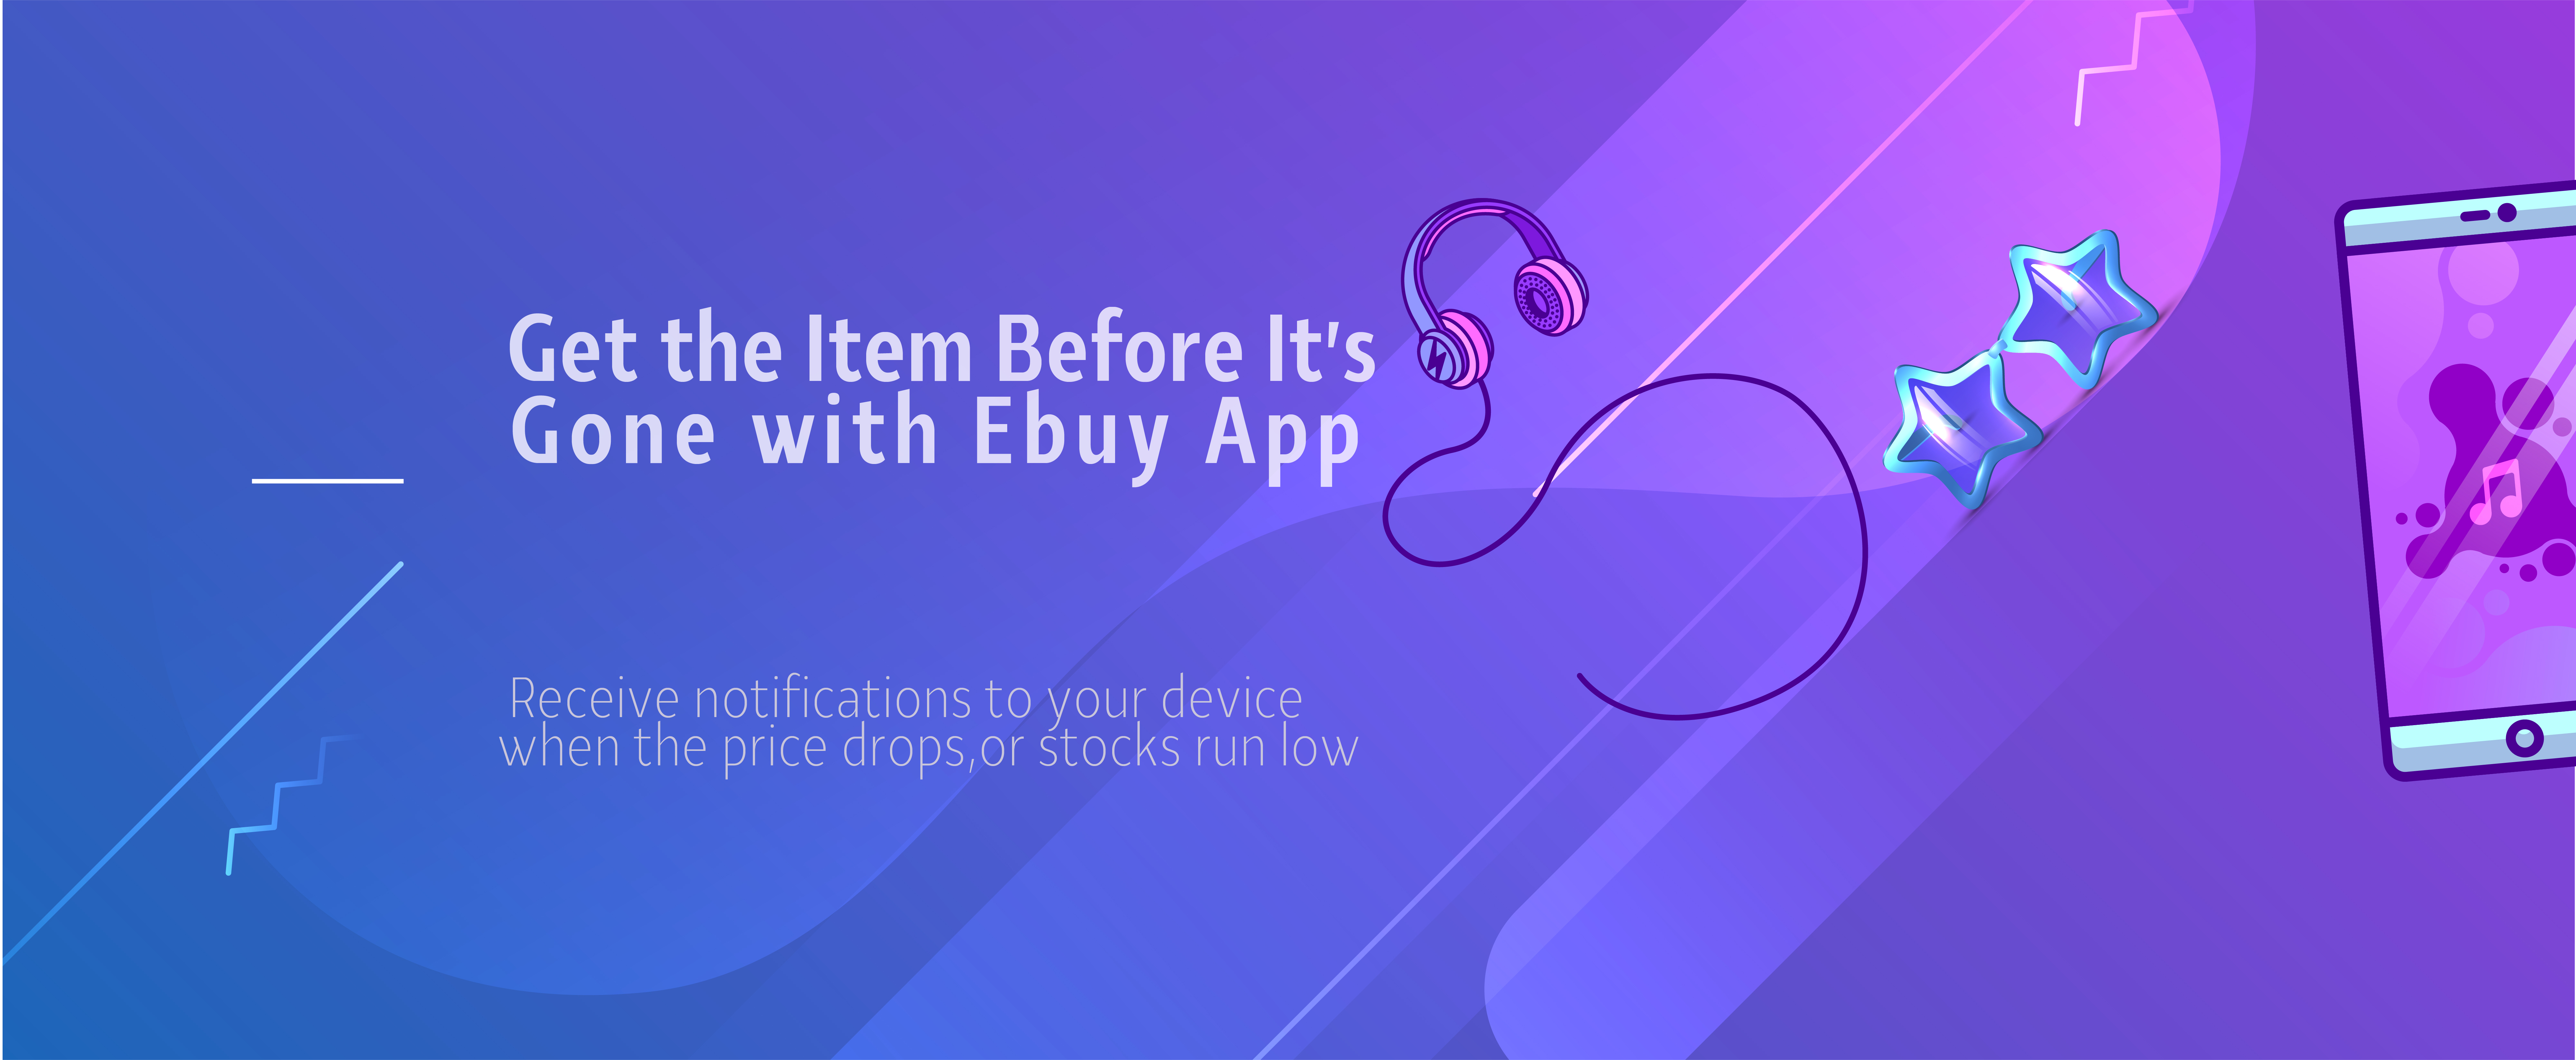 Get the Item Before It's
Gone with Ebuy App
Receive notifications to your device
when the price drops,or stocks run low